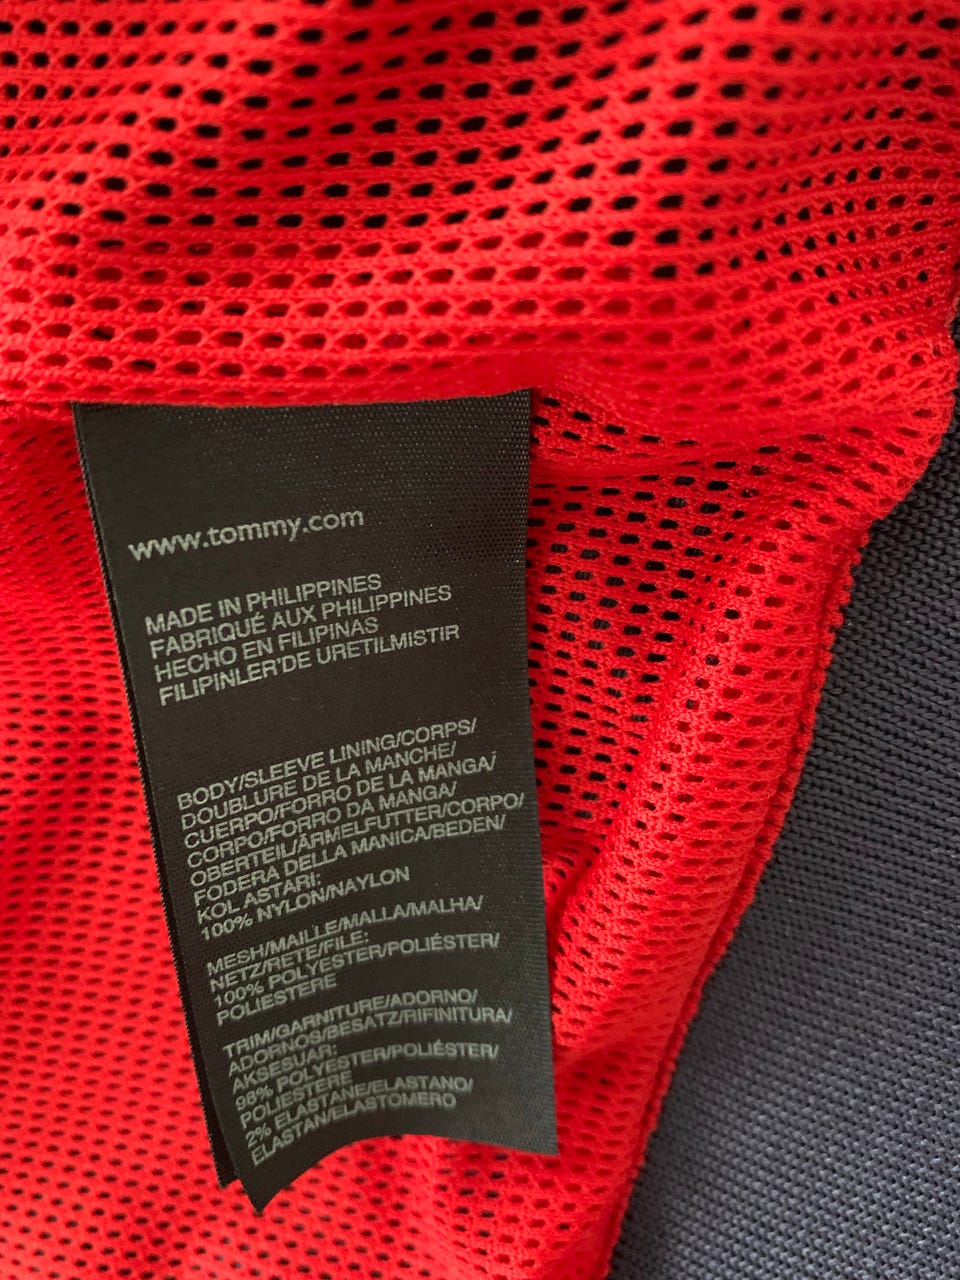 www.tommy.com
MADE IN PHILIPPINES
FABRIQUÉ AUX PHILIPPINES
HECHO EN FILIPINAS
FILIPINLER'DE URETILMISTIR
BODY/SLEEVE LINING/CORPS/
DOUBLURE DE LA MANCHE/
CUERPO/FORRO DE LA MANGA/
CORPO/FORRO DA MANGA/
OBERTEIL/ÄRMELFUTTER/CORPO/
FODERA DELLA MANICA/BEDEN/
KOL ASTARI:
100% NYLON/NAYLON
MESH/MAILLE/MALLA/MALHA/
NETZ/RETE/FILE:
100% POLYESTER/POLIÉSTER/
POLIESTERE
TRIM/GARNITURE/ADORNO/
ADORNOS/BESATZ/RIFINITURA/
AKSESUAR:
98% POLYESTER/POLIÉSTER/
POLIESTERE
2% ELASTANE/ELASTANO/
ELASTAN/ELASTOMERO